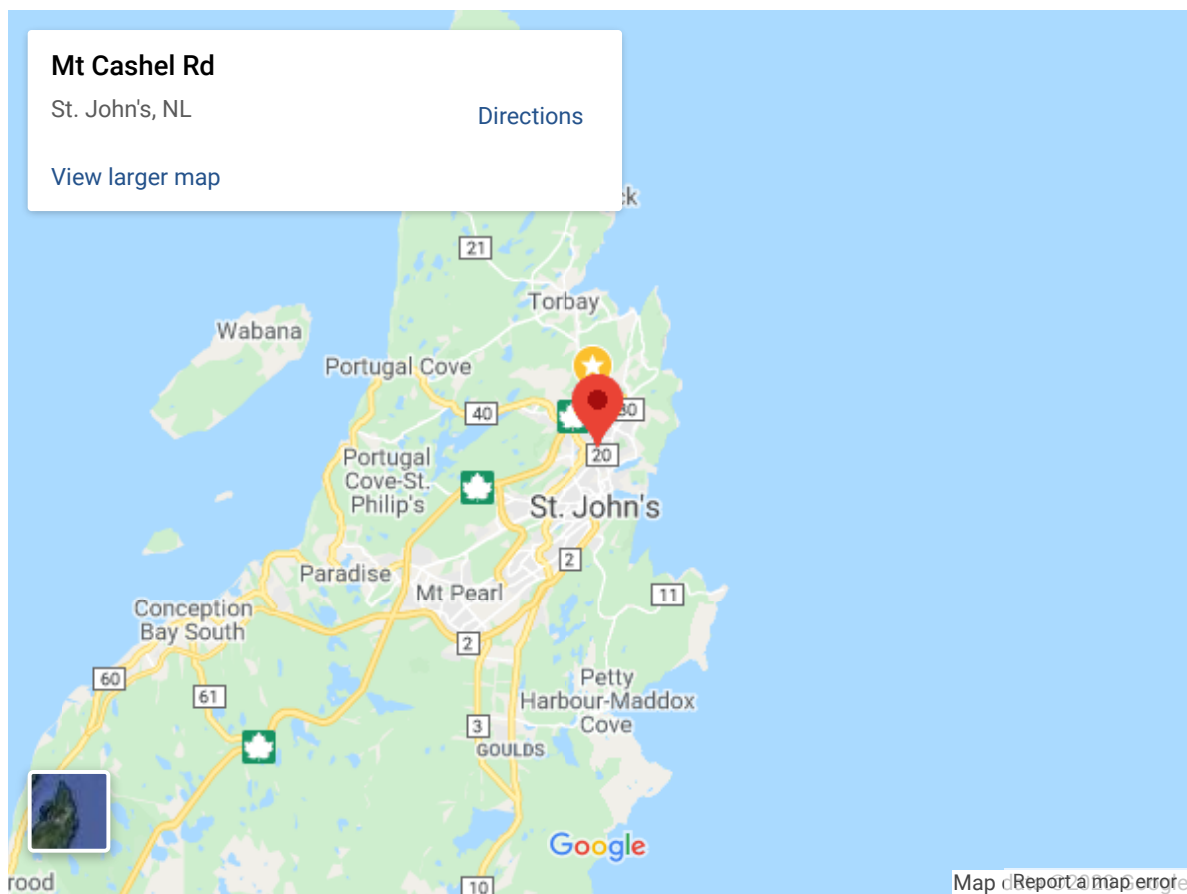 Mt Cashel Rd
St. John's, NL
Directions
View larger map
ck
21
Torbay
Wabana
Portugal Cove
40
30
20
Portugal
Cove-St.
Philip's
St. John's
2
Paradise
Mt Pearl
11
Conception
Bay South
2
60
61
Petty
Harbour-Maddox
Cove
3
GOULDS
Google
10
rood
Map
Report a map error